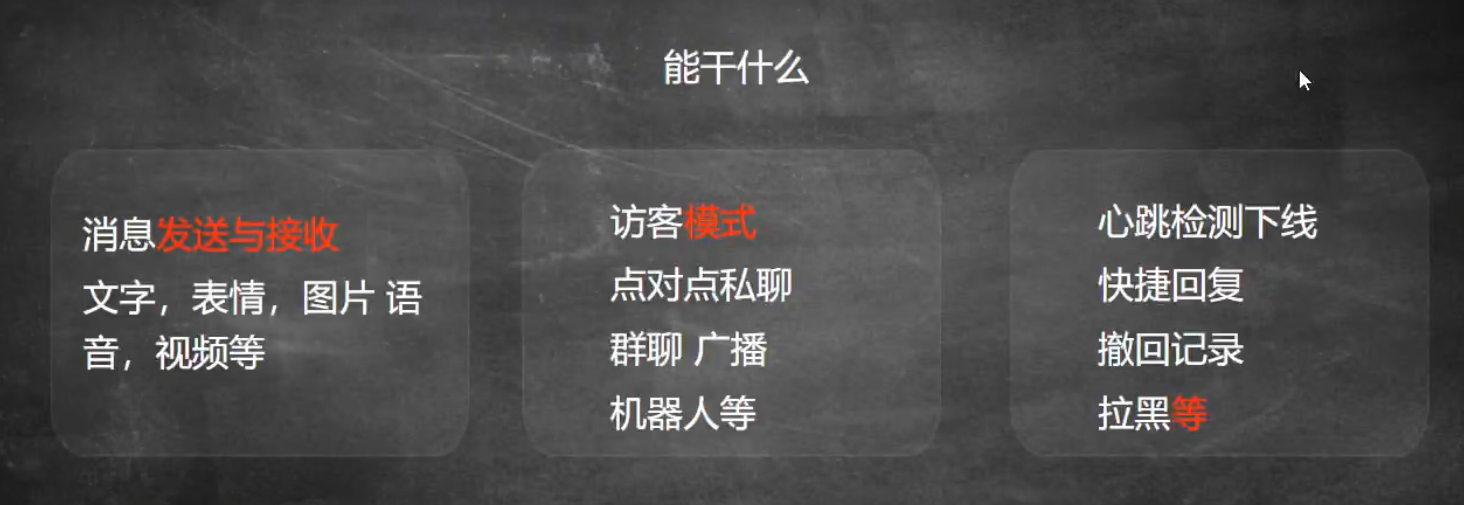 能干什么
消息发送与接收
文字，表情，图片 语
音，视频等
访客模式
点对点私聊
群聊 广播
机器人等
心跳检测下线
快捷回复
撤回记录
拉黑等